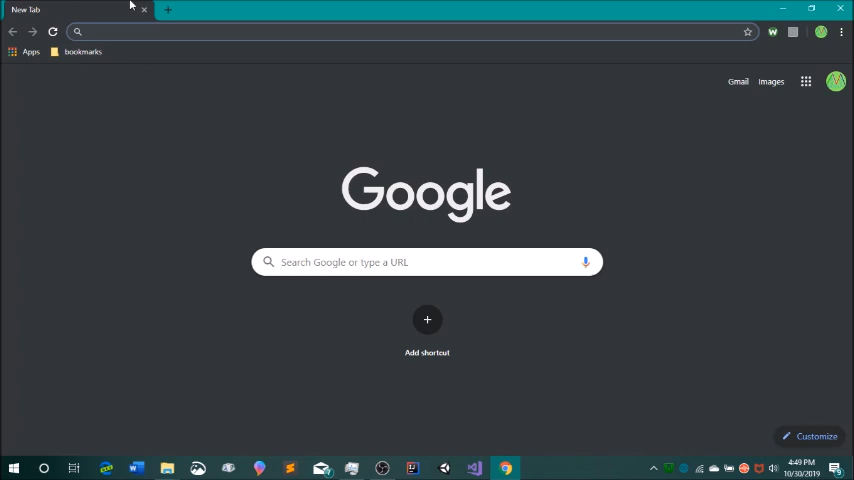 New Tab
Apps
bookmarks
Gmail
Images
Google
Search Google or type a URL
Add shortcut
Customize
4:49 PM
10/30/2019